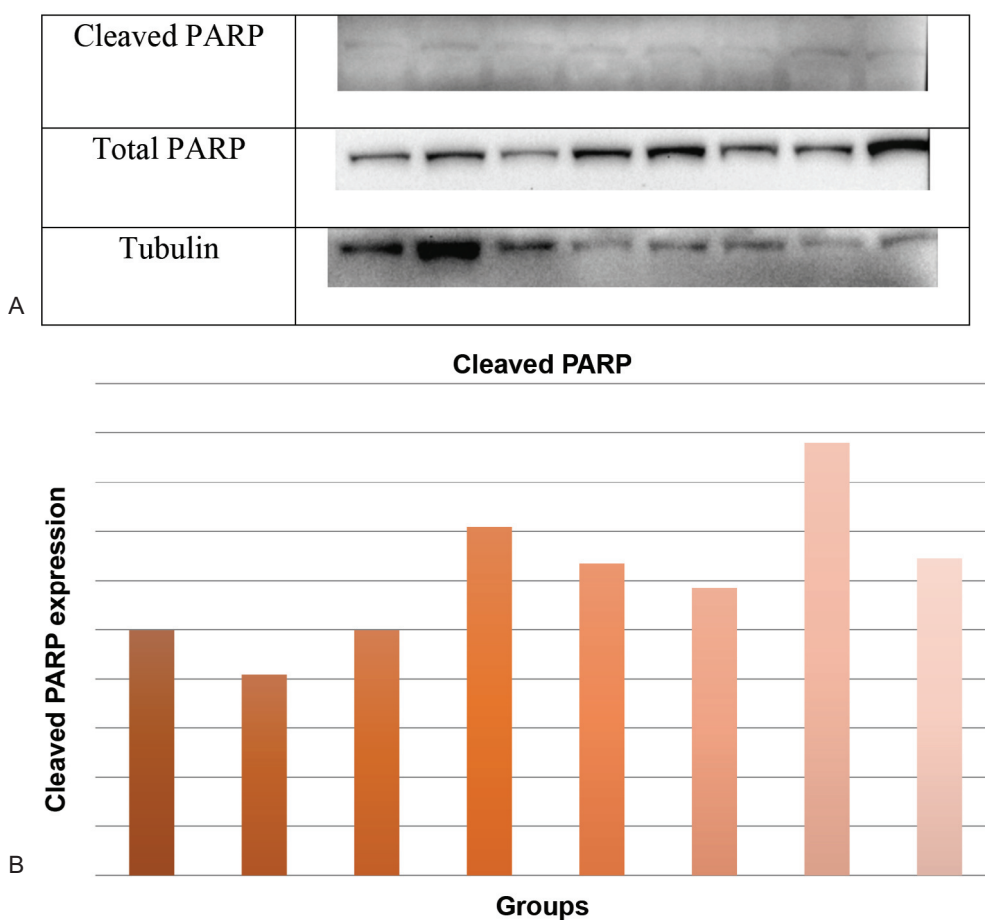 Cleaved PARP
Total PARP
Tubulin
A
Cleaved PARP
Cleaved PARP expression
B
Groups